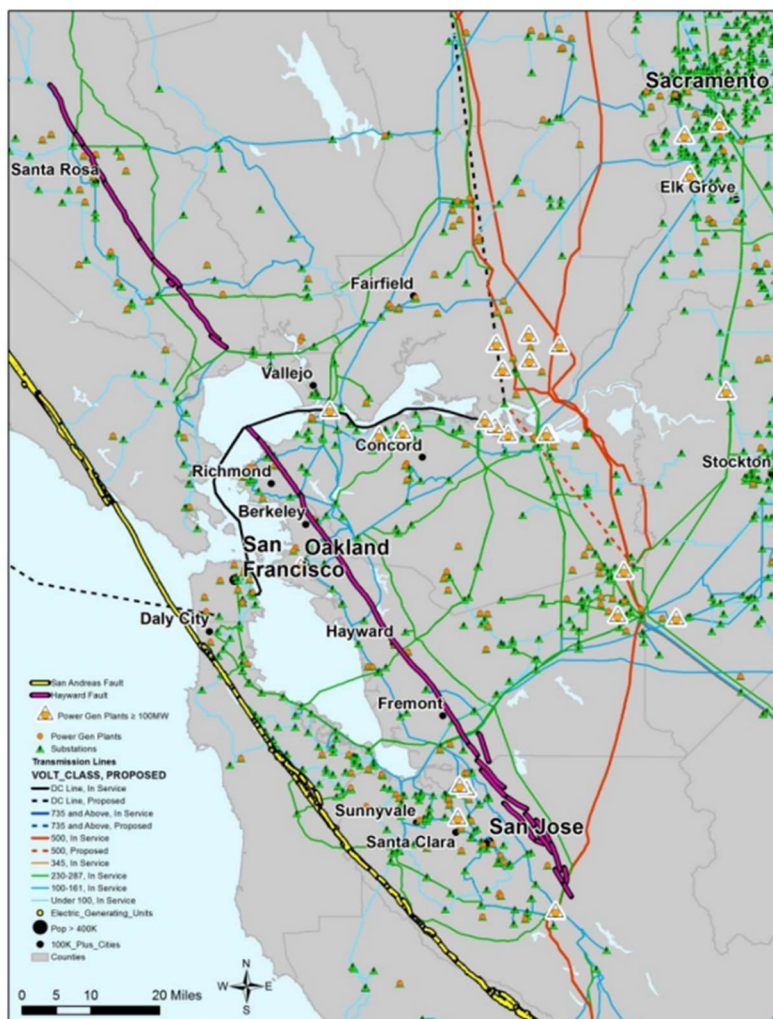 Sacramento
Santa Rosa
Elk Grove
Fairfield
Vallejo
Concord
Stockton
Richmond
Berkeley
San
Francisco
Oakland
Daly City
Hayward
Fremont
Sunnyvale
Santa Clara
San Jose
San Andreas Fault
Hayward Fault
Power Gen Plants ≥ 100MW
Power Gen Plants
Substations
Transmission Lines
VOLT_CLASS, PROPOSED
DC Line, In Service
DC Line, Proposed
735 and Above, In Service
735 and Above, Proposed
500, In Service
500, Proposed
345, In Service
230-287, In Service
100-161, In Service
Under 100, In Service
Electric_Generating_Units
Pop > 400K
100K_Plus_Cities
Counties
N
W E
S
0 5 10 20 Miles